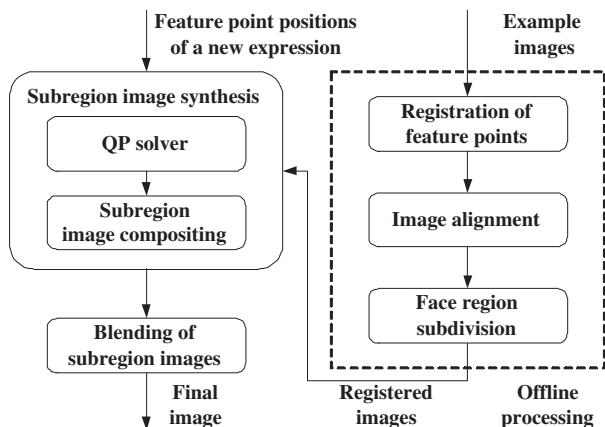 Feature point positions
of a new expression
Subregion image synthesis
QP solver
Subregion
image compositing
Blending of
subregion images
Final
image
Example
images
Registration of
feature points
Image alignment
Face region
subdivision
Registered
images
Offline
processing